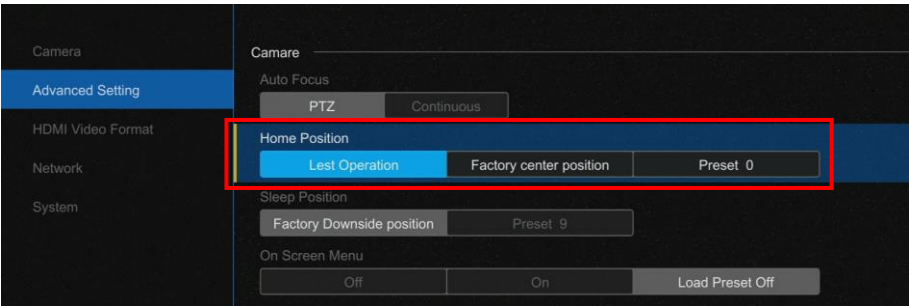 Camera
Advanced Setting
HDMI Video Format
Network
System
Camare
Auto Focus
PTZ Continuous
Home Position
Lest Operation Factory center position Preset 0
Sleep Position
Factory Downside position Preset 9
On Screen Menu
Off On Load Preset Off